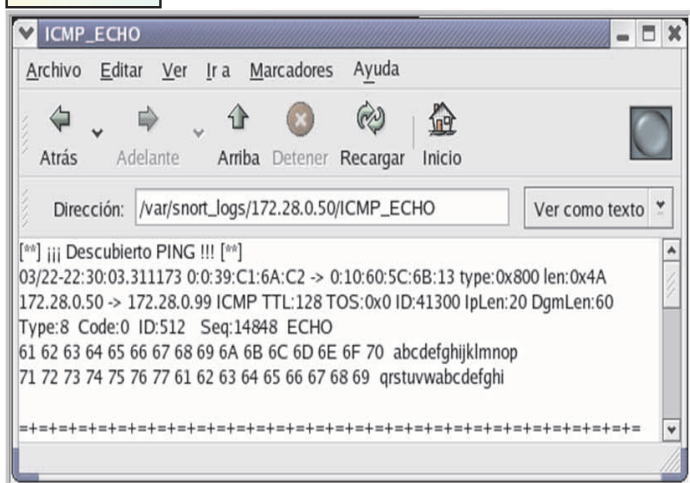 ICMP_ECHO
Archivo Editar Ver Ir a Marcadores Ayuda
Atrás Adelante Arriba Detener Recargar Inicio
Dirección: /var/snort_logs/172.28.0.50/ICMP_ECHO Ver como texto
[**] ¡¡¡ Descubierto PING !!! [**]
03/22-22:30:03.311173 0:0:39:C1:6A:C2 -> 0:10:60:5C:6B:13 type:0x800 len:0x4A
172.28.0.50 -> 172.28.0.99 ICMP TTL:128 TOS:0x0 ID:41300 IpLen:20 DgmLen:60
Type:8 Code:0 ID:512 Seq:14848 ECHO
61 62 63 64 65 66 67 68 69 6A 6B 6C 6D 6E 6F 70 abcdefghijklmnop
71 72 73 74 75 76 77 61 62 63 64 65 66 67 68 69 qrstuvwabcdefghi
=+=+=+=+=+=+=+=+=+=+=+=+=+=+=+=+=+=+=+=+=+=+=+=+=+=+=+=+=+=+=+=